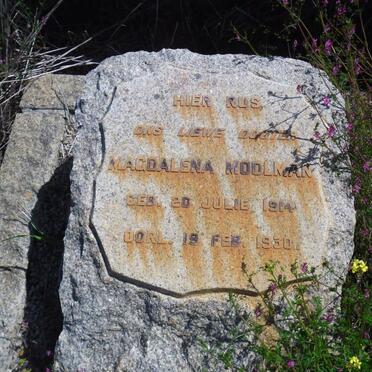 HIER RUS
ONS LIEWE DOGTER
MAGDALENA MOOLMAN
GEB. 20 JULIE. 1914
OORL. 19 FEB. 1930.